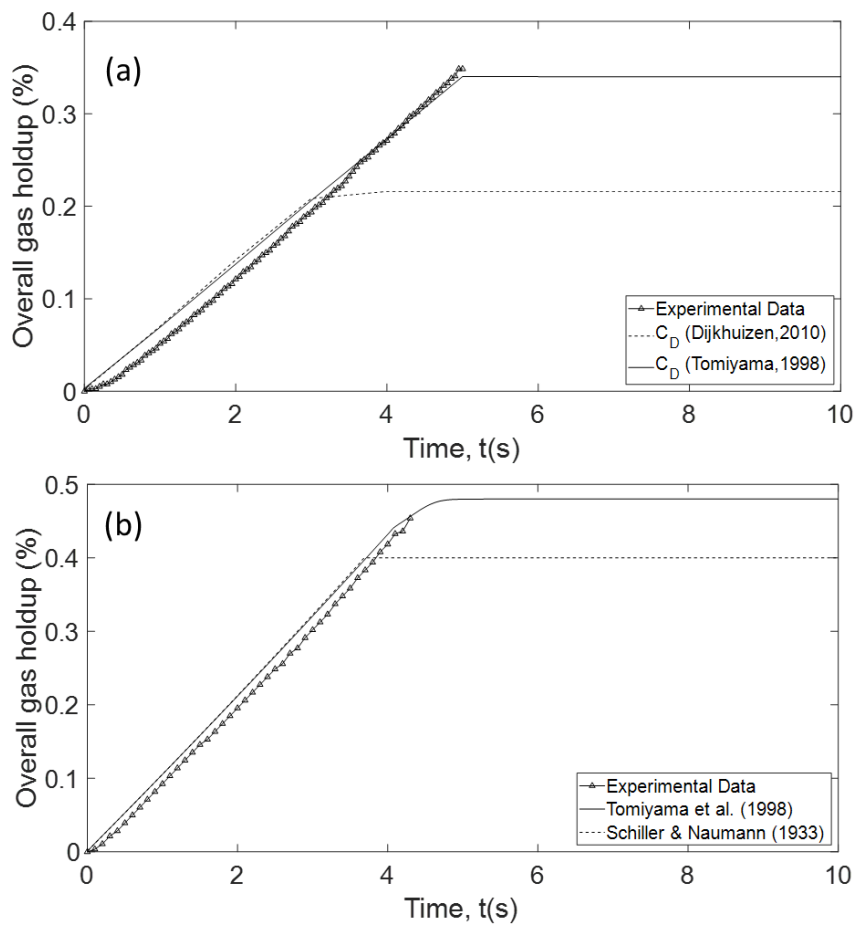 0.4
(a)
0.3
0.2
0.1
0
Overall gas holdup (%)
Experimental Data
C_D (Dijkhuizen,2010)
C_D (Tomiyama,1998)
0 2 4 6 8 10
Time, t(s)
0.5
(b)
0.4
0.3
0.2
0.1
0
Overall gas holdup (%)
Experimental Data
Tomiyama et al. (1998)
Schiller & Naumann (1933)
0 2 4 6 8 10
Time, t(s)